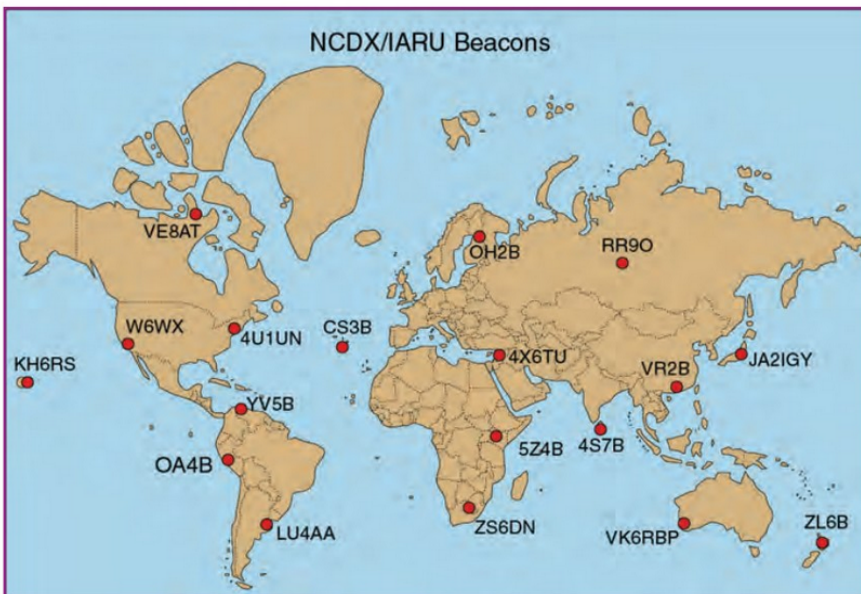 NCDX/IARU Beacons
VE8AT
OH2B
RR9O
W6WX
4U1UN
CS3B
4X6TU
JA2IGY
KH6RS
VR2B
YV5B
5Z4B
4S7B
OA4B
LU4AA
ZS6DN
VK6RBP
ZL6B